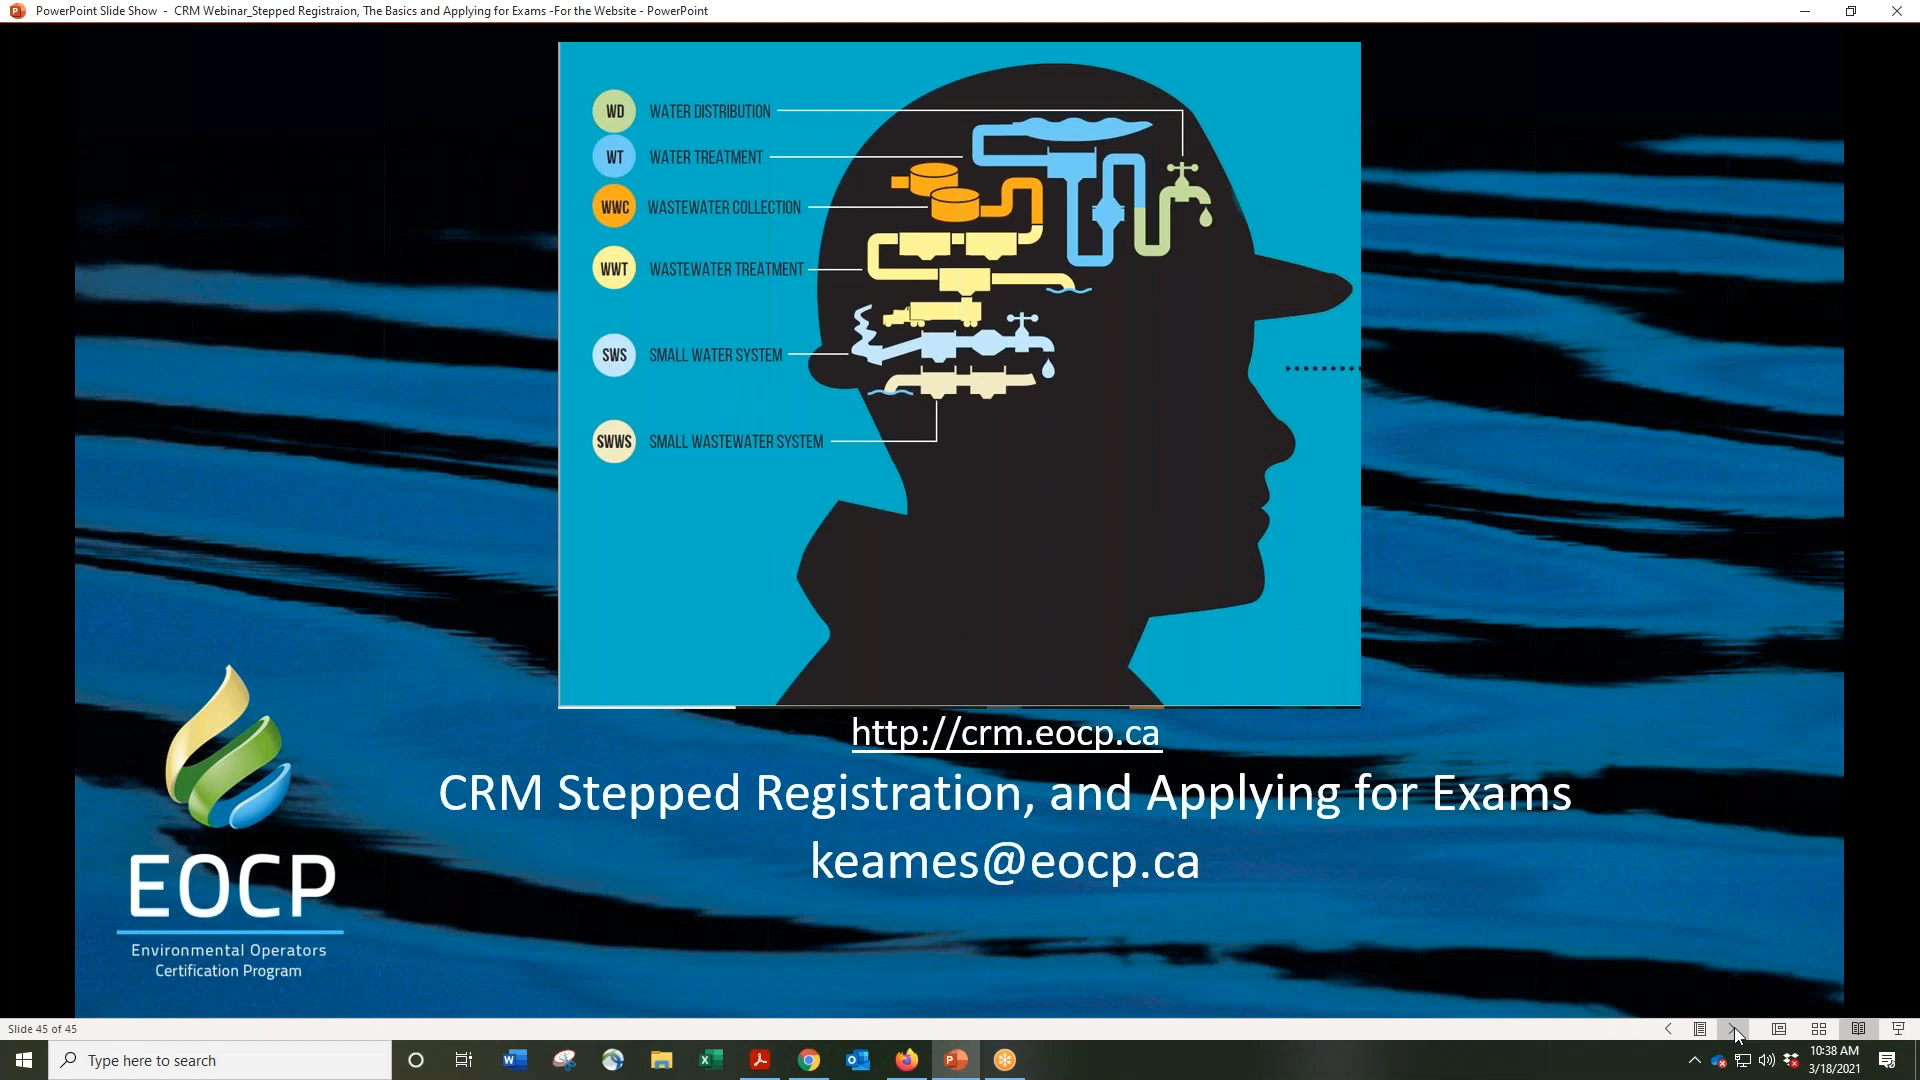 PowerPoint Slide Show - CRM Webinar_Stepped Registraion, The Basics and Applying for Exams -For the Website - PowerPoint
WD WATER DISTRIBUTION
WT WATER TREATMENT
WWC WASTEWATER COLLECTION
WWT WASTEWATER TREATMENT
SWS SMALL WATER SYSTEM
SWWS SMALL WASTEWATER SYSTEM
http://crm.eocp.ca
CRM Stepped Registration, and Applying for Exams
keames@eocp.ca
EOCP
Environmental Operators
Certification Program
Slide 45 of 45
Type here to search
10:38 AM
3/18/2021